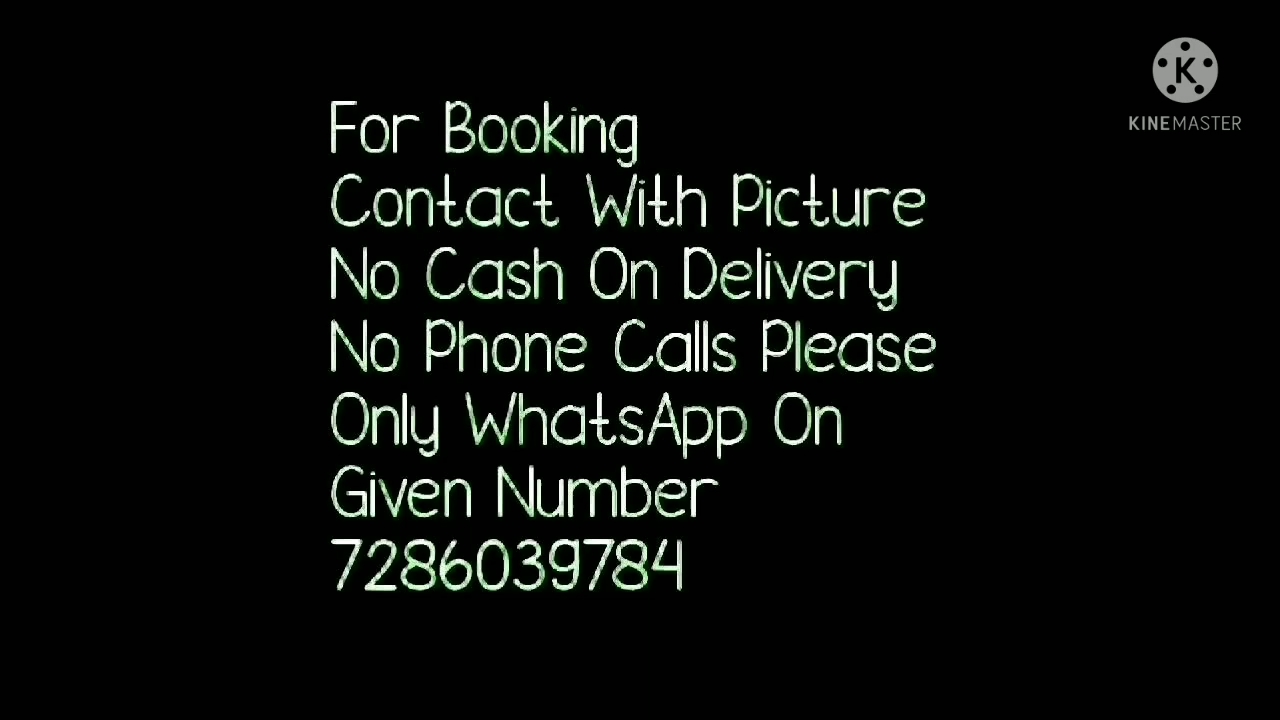 K
KINEMASTER
For Booking
Contact With Picture
No Cash On Delivery
No Phone Calls Please
Only WhatsApp On
Given Number
7286039784